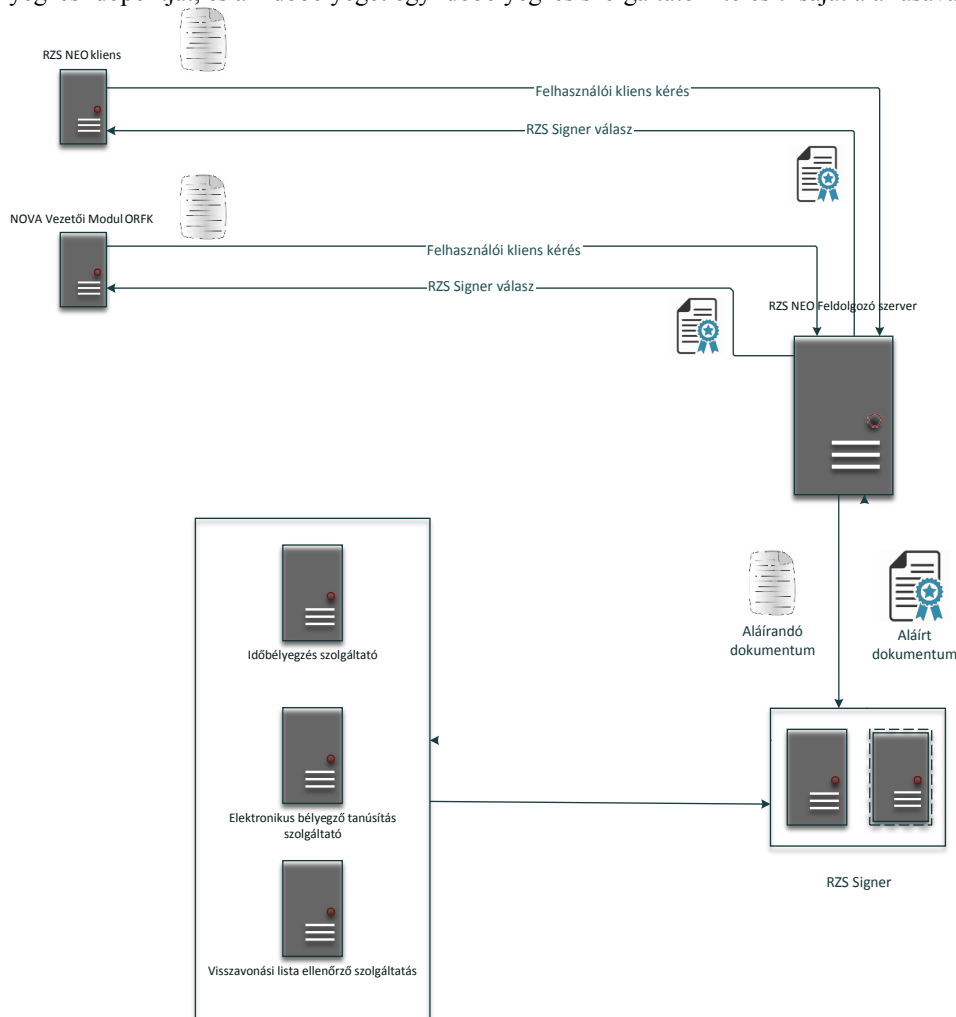 RZS NEO kliens
Felhasználói kliens kérés
RZS Signer válasz
NOVA Vezetői Modul ORFK
Felhasználói kliens kérés
RZS Signer válasz
RZS NEO Feldolgozó szerver
Aláírandó
dokumentum
Aláírt
dokumentum
Időbélyegzés szolgáltató
Elektronikus bélyegző tanúsítás
szolgáltató
RZS Signer
Visszavonási lista ellenőrző szolgáltatás